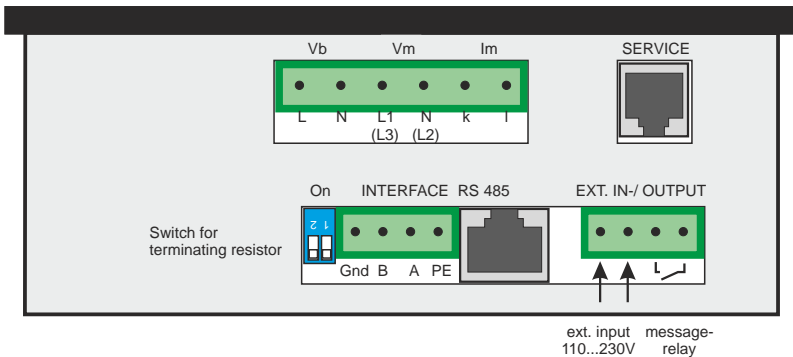 Vb Vm Im SERVICE
L N L1 N k l
(L3) (L2)
On INTERFACE RS 485 EXT. IN-/ OUTPUT
2 1
Switch for
terminating resistor
Gnd B A PE
ext. input message-
110...230V relay